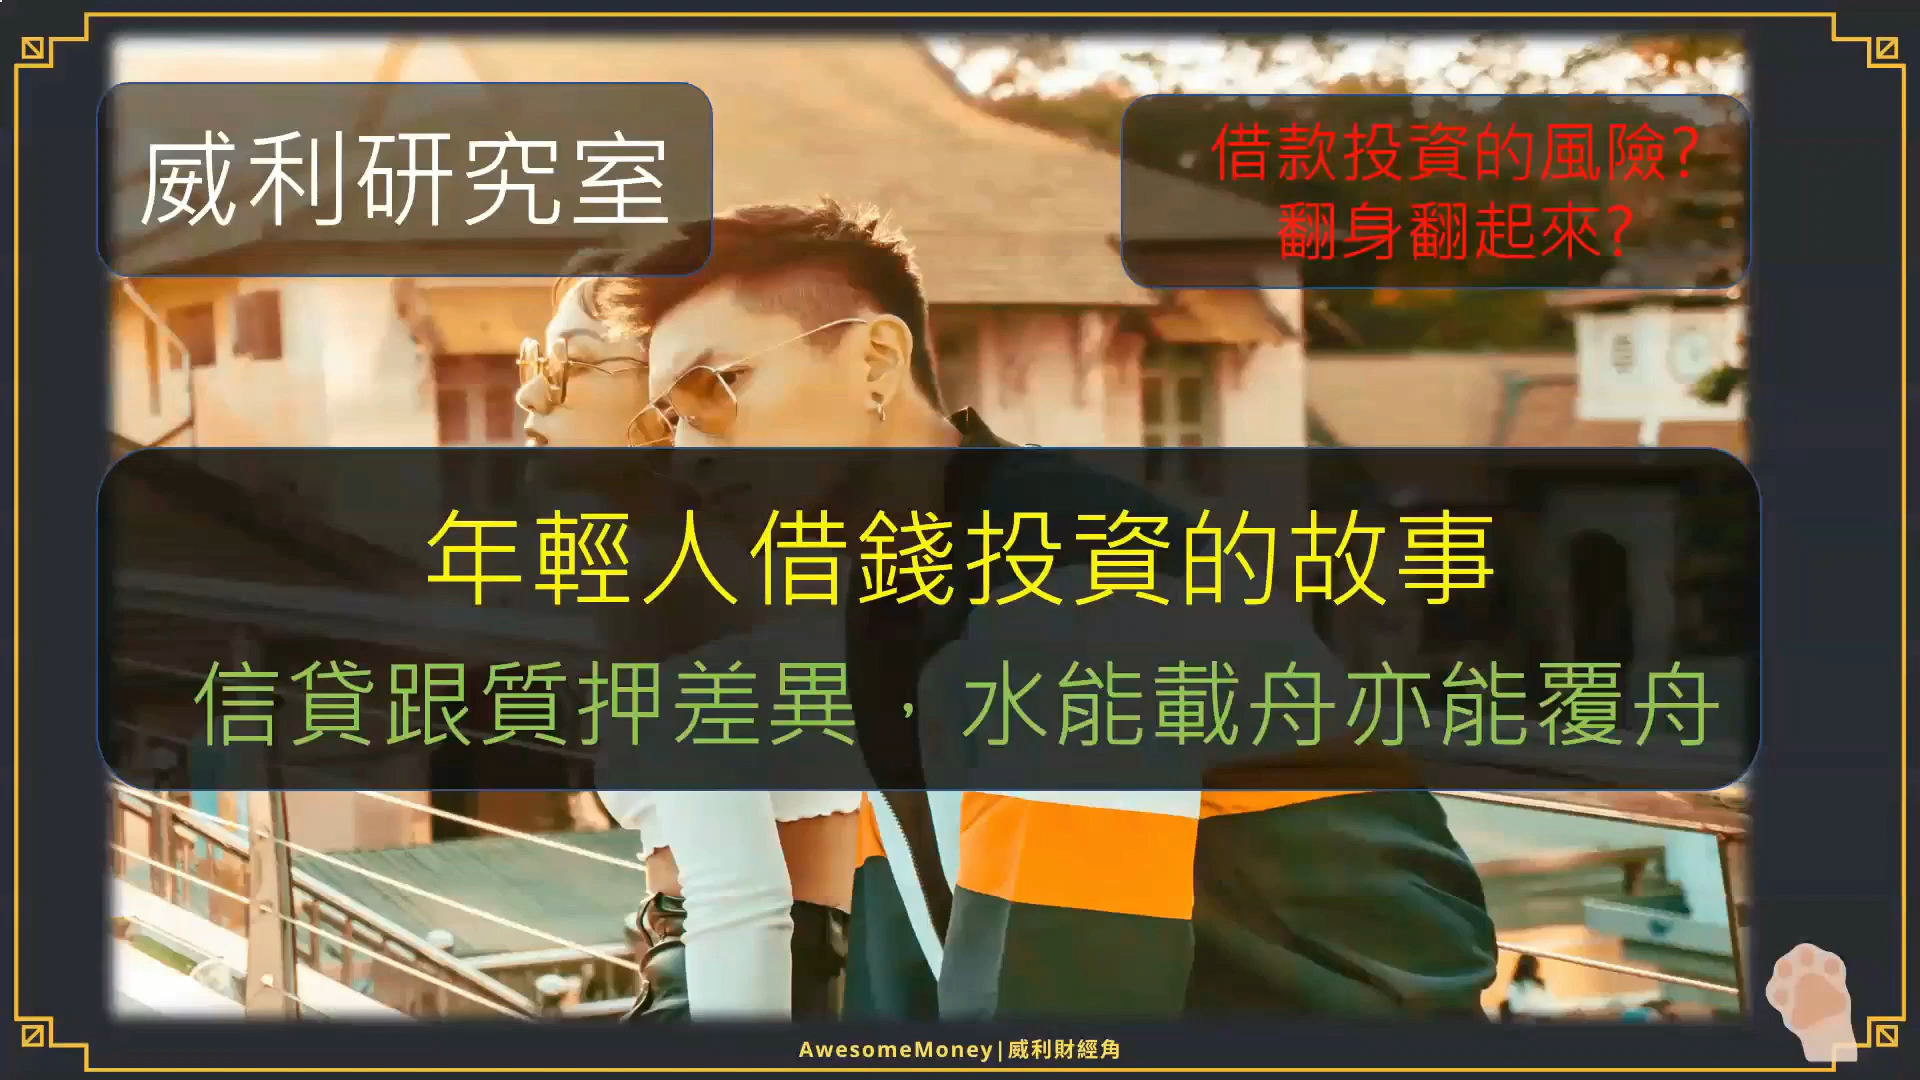 威利研究室
借款投資的風險?
翻身翻起來?
年輕人借錢投資的故事
信貸跟質押差異，水能載舟亦能覆舟
AwesomeMoney|威利財經角